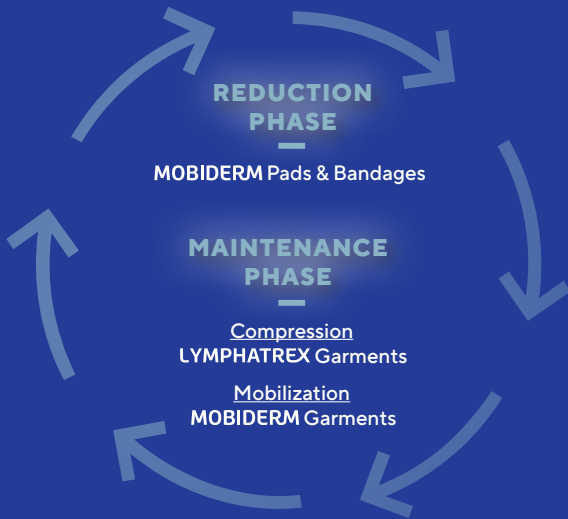 REDUCTION
PHASE
MOBIDERM Pads & Bandages
MAINTENANCE
PHASE
Compression
LYMPHATREX Garments
Mobilization
MOBIDERM Garments